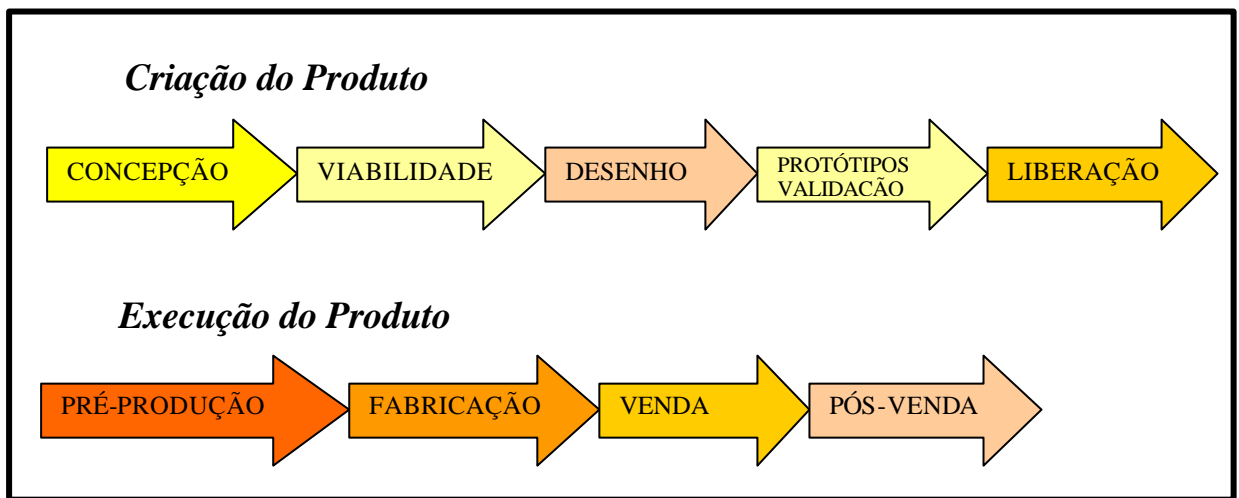 Criação do Produto
CONCEPÇÃO
VIABILIDADE
DESENHO
PROTÓTIPOS
VALIDACÃO
LIBERAÇÃO
Execução do Produto
PRÉ-PRODUÇÃO
FABRICAÇÃO
VENDA
PÓS-VENDA